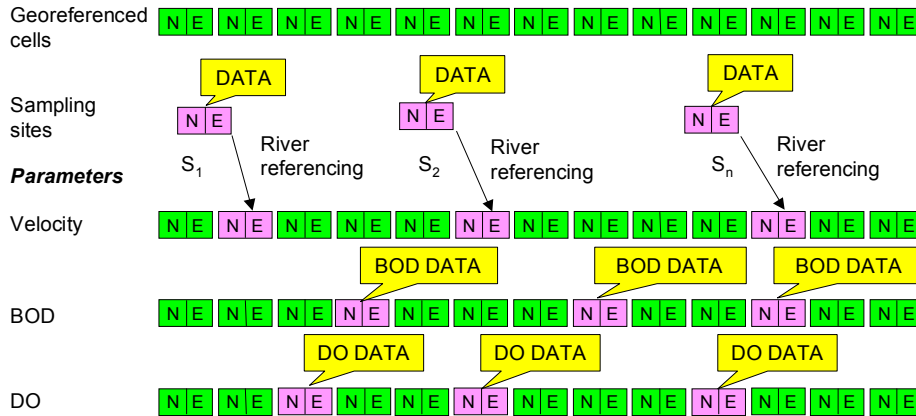 Georeferenced
cells
N E N E N E N E N E N E N E N E N E N E N E N E N E
DATA DATA DATA
Sampling
sites
N E N E N E
S1 River
referencing
S2 River
referencing
Sn River
referencing
Parameters
Velocity
N E N E N E N E N E N E N E N E N E N E N E N E N E
BOD DATA BOD DATA BOD DATA
BOD
N E N E N E N E N E N E N E N E N E N E N E N E N E
DO DATA DO DATA DO DATA
DO
N E N E N E N E N E N E N E N E N E N E N E N E N E